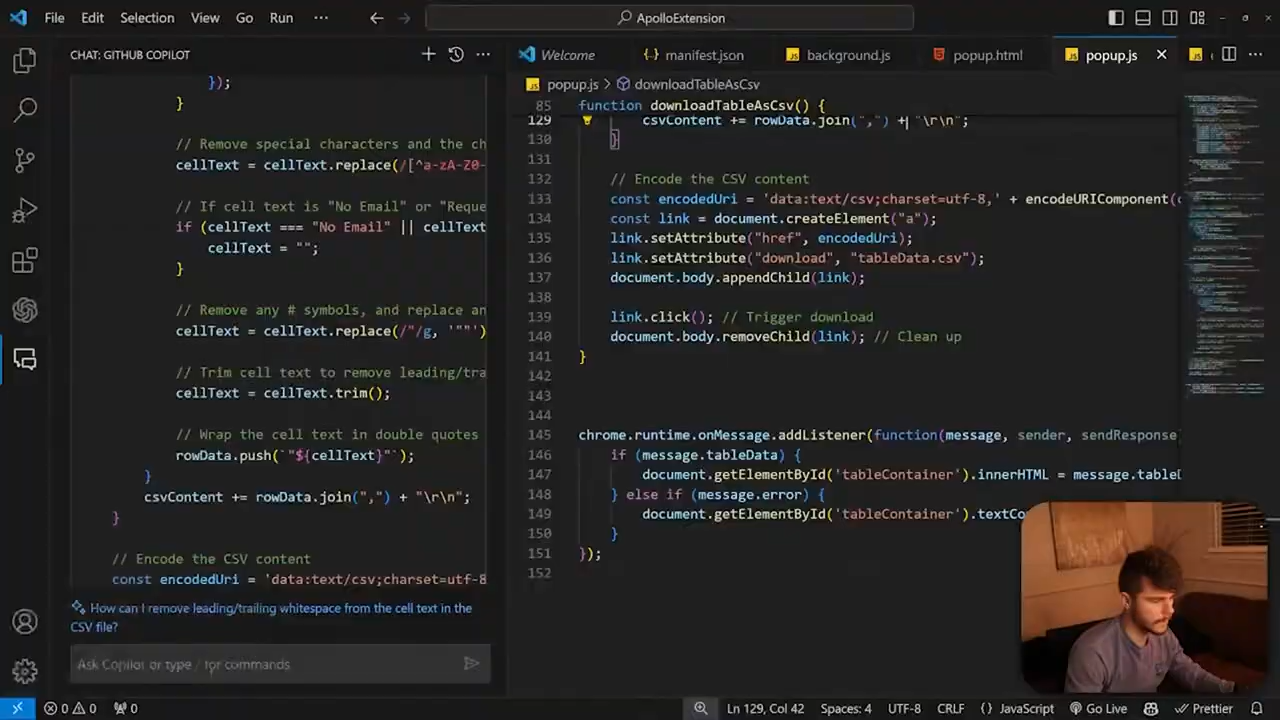 File Edit Selection View Go Run ··· ApolloExtension
CHAT: GITHUB COPILOT
});
}
// Remove special characters and the ch
cellText = cellText.replace(/[^a-zA-Z0-
// If cell text is "No Email" or "Reque
if (cellText === "No Email" || cellText
cellText = "";
}
// Remove any # symbols, and replace an
cellText = cellText.replace(/"/g, '""')
// Trim cell text to remove leading/tra
cellText = cellText.trim();
// Wrap the cell text in double quotes
rowData.push(`"${cellText}"`);
}
csvContent += rowData.join(",") + "\r\n";
}
// Encode the CSV content
const encodedUri = 'data:text/csv;charset=utf-8
How can I remove leading/trailing whitespace from the cell text in the
CSV file?
Ask Copilot or type / for commands
Welcome manifest.json background.js popup.html popup.js
popup.js > downloadTableAsCsv
85 function downloadTableAsCsv() {
129 csvContent += rowData.join(",") + "\r\n";
130 }
131
132 // Encode the CSV content
133 const encodedUri = 'data:text/csv;charset=utf-8,' + encodeURIComponent(c
134 const link = document.createElement("a");
135 link.setAttribute("href", encodedUri);
136 link.setAttribute("download", "tableData.csv");
137 document.body.appendChild(link);
138
139 link.click(); // Trigger download
140 document.body.removeChild(link); // Clean up
141 }
142
143
144
145 chrome.runtime.onMessage.addListener(function(message, sender, sendResponse
146 if (message.tableData) {
147 document.getElementById('tableContainer').innerHTML = message.tableD
148 } else if (message.error) {
149 document.getElementById('tableContainer').textCo
150 }
151 });
152
0 0 0 Ln 129, Col 42 Spaces: 4 UTF-8 CRLF {} JavaScript Go Live Prettier